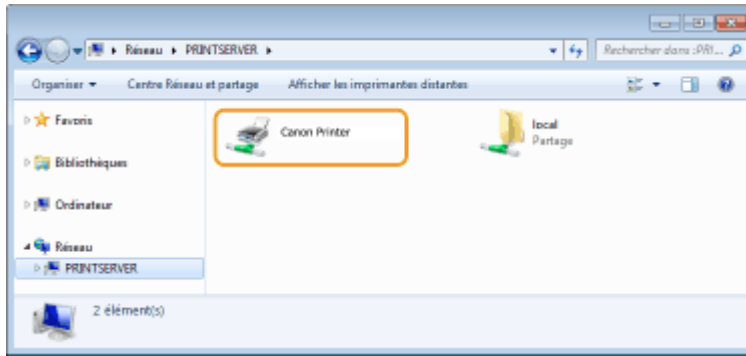 Réseau ▸ PRINTSERVER ▸
Rechercher dans :PRI...
Organiser Centre Réseau et partage Afficher les imprimantes distantes
Favoris
Bibliothèques
Ordinateur
Réseau
PRINTSERVER
Canon Printer
local
Partage
2 élément(s)